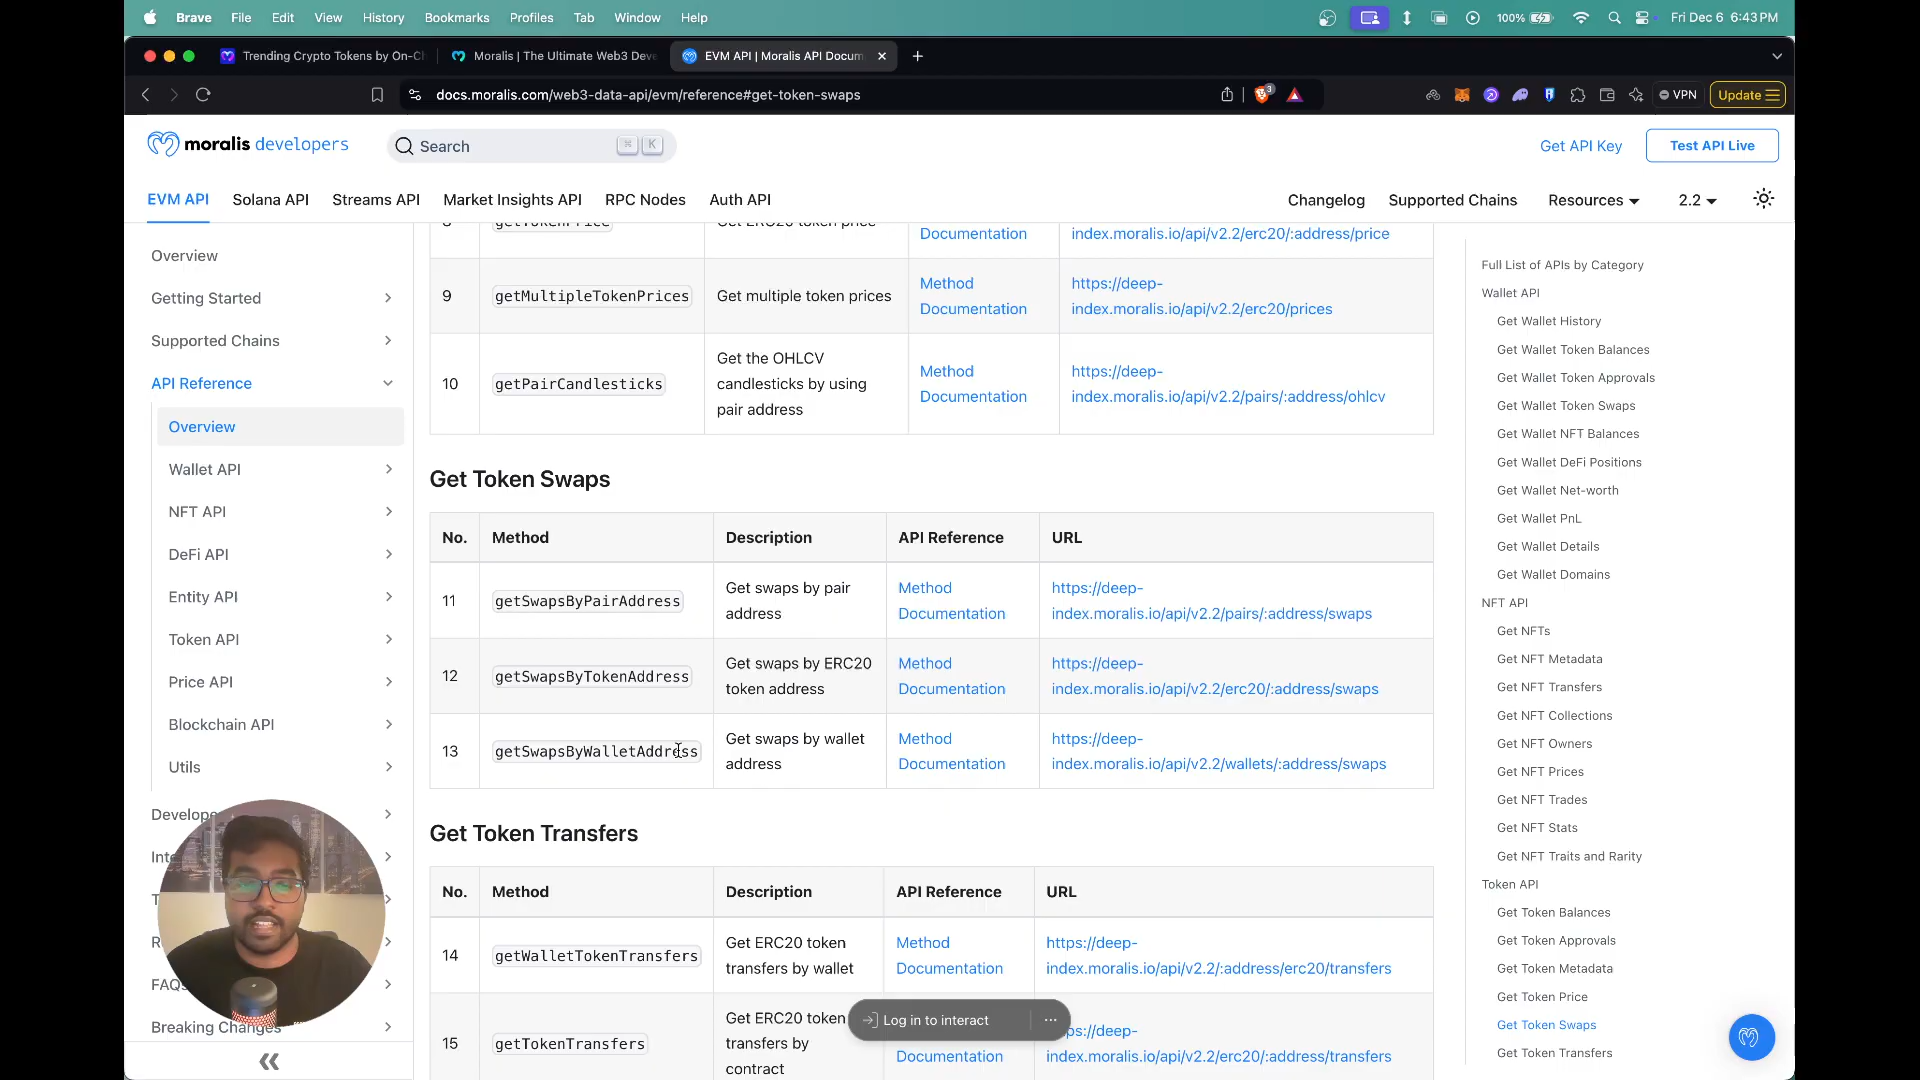 Brave File Edit View History Bookmarks Profiles Tab Window Help
100% Fri Dec 6 6:43 PM
Trending Crypto Tokens by On-Ch
Moralis | The Ultimate Web3 Deve
EVM API | Moralis API Docum
docs.moralis.com/web3-data-api/evm/reference#get-token-swaps
3
VPN
Update
moralis developers
Search
⌘ K
Get API Key
Test API Live
EVM API Solana API Streams API Market Insights API RPC Nodes Auth API
Changelog Supported Chains Resources 2.2
Overview
Getting Started
Supported Chains
API Reference
Overview
Wallet API
NFT API
DeFi API
Entity API
Token API
Price API
Blockchain API
Utils
Develope
Inte
T
R
FAQs
Breaking Changes
8 getTokenPrice Get ERC20 token price
Documentation index.moralis.io/api/v2.2/erc20/:address/price
9 getMultipleTokenPrices Get multiple token prices
Method
Documentation
https://deep-
index.moralis.io/api/v2.2/erc20/prices
10 getPairCandlesticks
Get the OHLCV
candlesticks by using
pair address
Method
Documentation
https://deep-
index.moralis.io/api/v2.2/pairs/:address/ohlcv
Get Token Swaps
No. Method Description API Reference URL
11 getSwapsByPairAddress
Get swaps by pair
address
Method
Documentation
https://deep-
index.moralis.io/api/v2.2/pairs/:address/swaps
12 getSwapsByTokenAddress
Get swaps by ERC20
token address
Method
Documentation
https://deep-
index.moralis.io/api/v2.2/erc20/:address/swaps
13 getSwapsByWalletAddress
Get swaps by wallet
address
Method
Documentation
https://deep-
index.moralis.io/api/v2.2/wallets/:address/swaps
Get Token Transfers
No. Method Description API Reference URL
14 getWalletTokenTransfers
Get ERC20 token
transfers by wallet
Method
Documentation
https://deep-
index.moralis.io/api/v2.2/:address/erc20/transfers
15 getTokenTransfers
Get ERC20 token
transfers by
contract
Documentation
ps://deep-
index.moralis.io/api/v2.2/erc20/:address/transfers
Log in to interact
Full List of APIs by Category
Wallet API
Get Wallet History
Get Wallet Token Balances
Get Wallet Token Approvals
Get Wallet Token Swaps
Get Wallet NFT Balances
Get Wallet DeFi Positions
Get Wallet Net-worth
Get Wallet PnL
Get Wallet Details
Get Wallet Domains
NFT API
Get NFTs
Get NFT Metadata
Get NFT Transfers
Get NFT Collections
Get NFT Owners
Get NFT Prices
Get NFT Trades
Get NFT Stats
Get NFT Traits and Rarity
Token API
Get Token Balances
Get Token Approvals
Get Token Metadata
Get Token Price
Get Token Swaps
Get Token Transfers